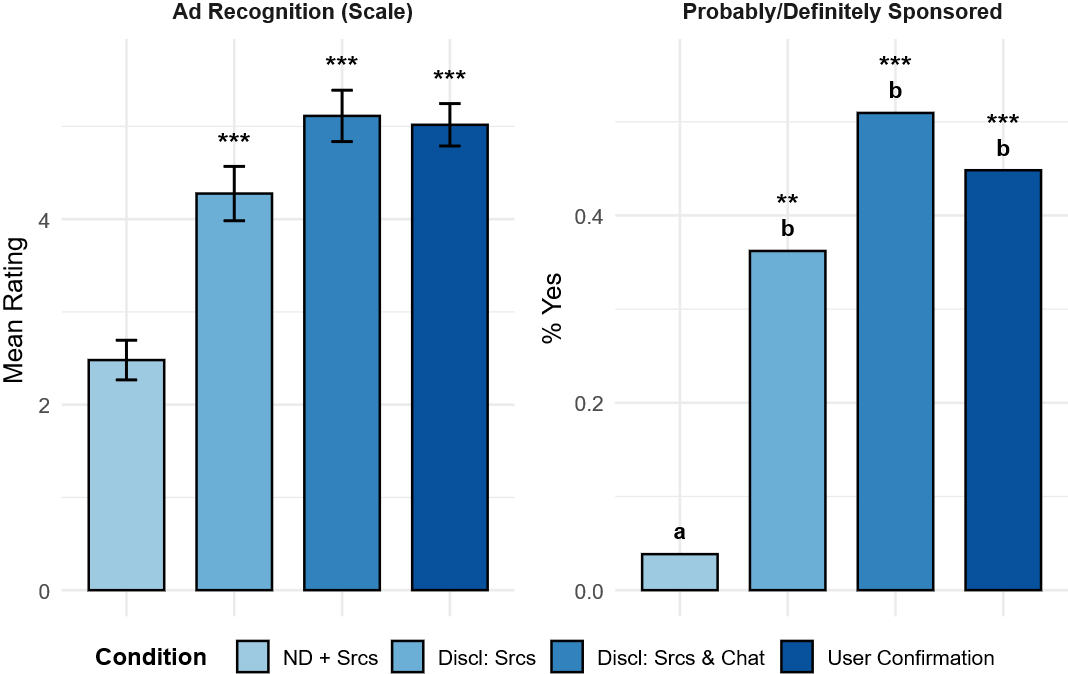 Ad Recognition (Scale)
Mean Rating
4
2
0
***
***
***
Probably/Definitely Sponsored
% Yes
0.4
0.2
0.0
a
**
b
***
b
***
b
Condition ND + Srcs Discl: Srcs Discl: Srcs & Chat User Confirmation